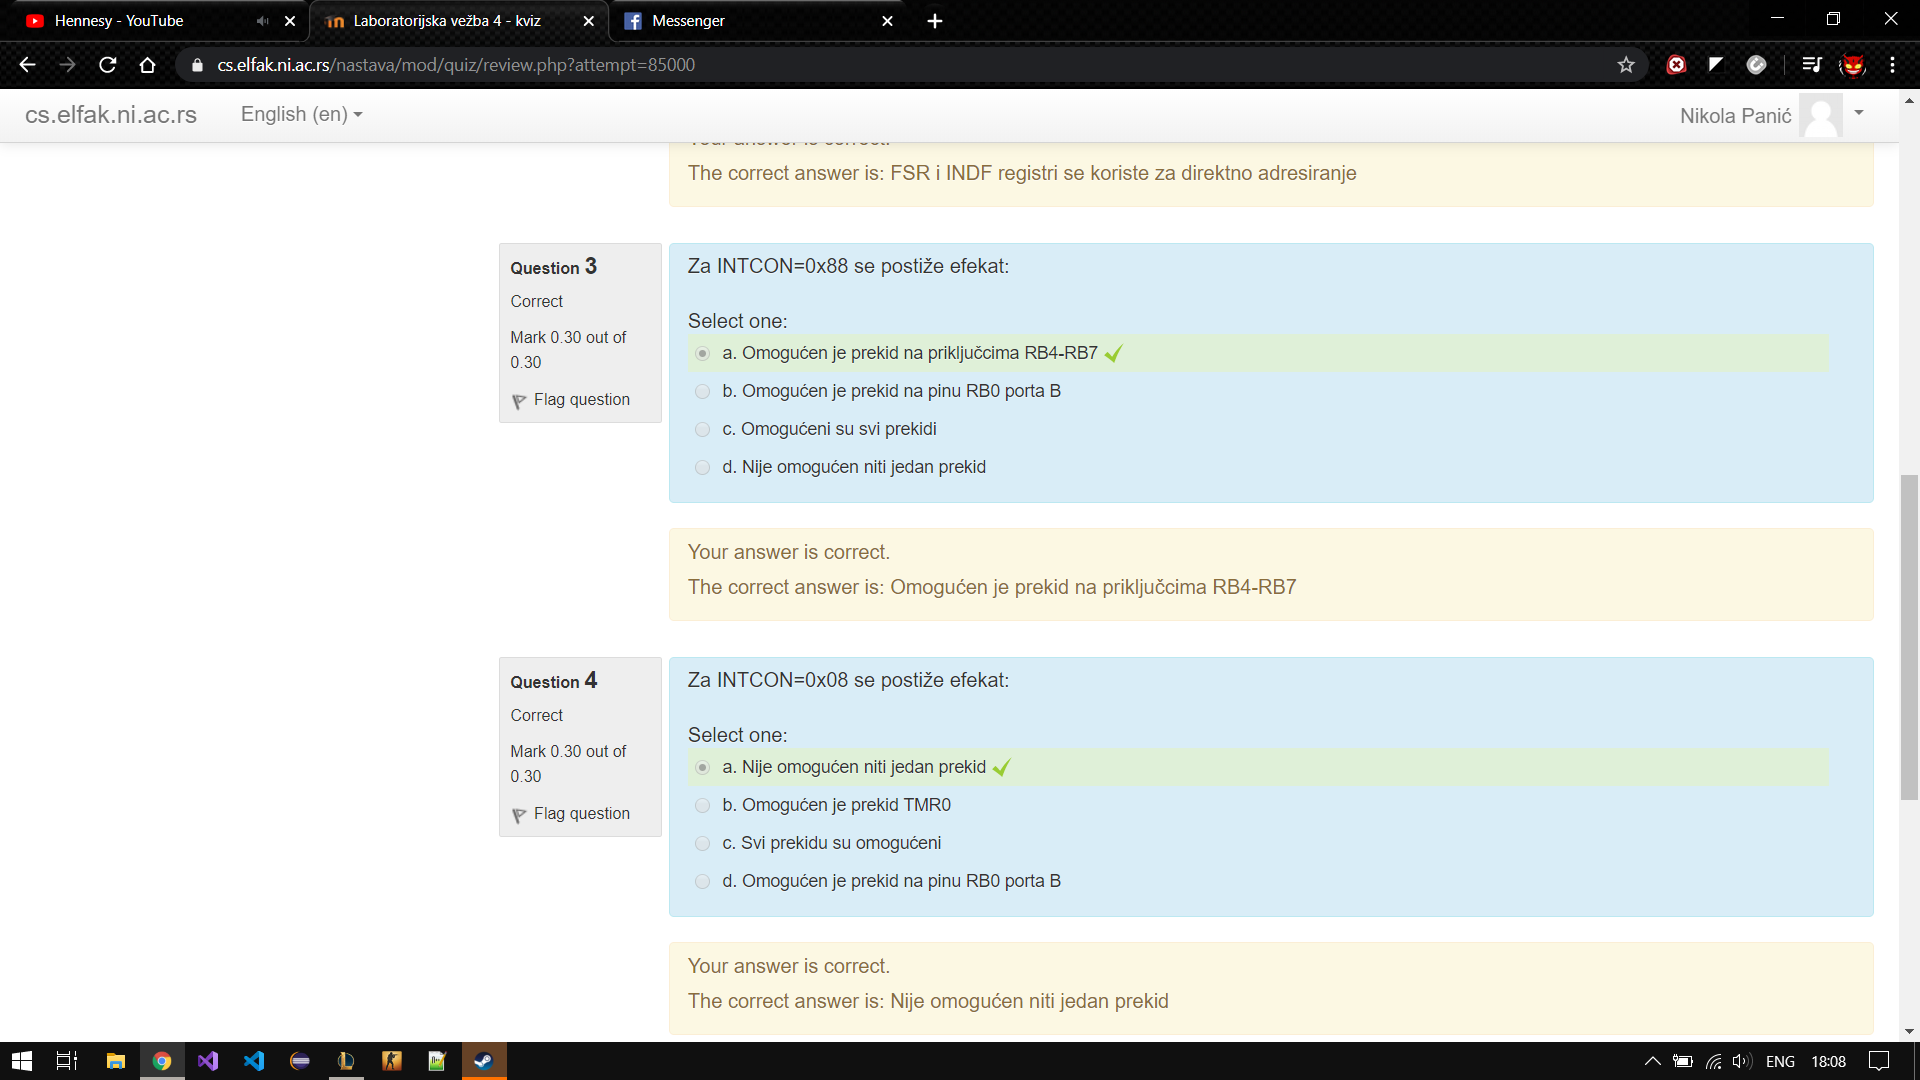 Hennesy - YouTube
Laboratorijska vežba 4 - kviz
Messenger
cs.elfak.ni.ac.rs/nastava/mod/quiz/review.php?attempt=85000
cs.elfak.ni.ac.rs
English (en)
Nikola Panić
Your answer is correct.
The correct answer is: FSR i INDF registri se koriste za direktno adresiranje
Question 3
Correct
Mark 0.30 out of
0.30
Flag question
Za INTCON=0x88 se postiže efekat:
Select one:
a. Omogućen je prekid na priključcima RB4-RB7
b. Omogućen je prekid na pinu RB0 porta B
c. Omogućeni su svi prekidi
d. Nije omogućen niti jedan prekid
Your answer is correct.
The correct answer is: Omogućen je prekid na priključcima RB4-RB7
Question 4
Correct
Mark 0.30 out of
0.30
Flag question
Za INTCON=0x08 se postiže efekat:
Select one:
a. Nije omogućen niti jedan prekid
b. Omogućen je prekid TMR0
c. Svi prekidu su omogućeni
d. Omogućen je prekid na pinu RB0 porta B
Your answer is correct.
The correct answer is: Nije omogućen niti jedan prekid
ENG
18:08